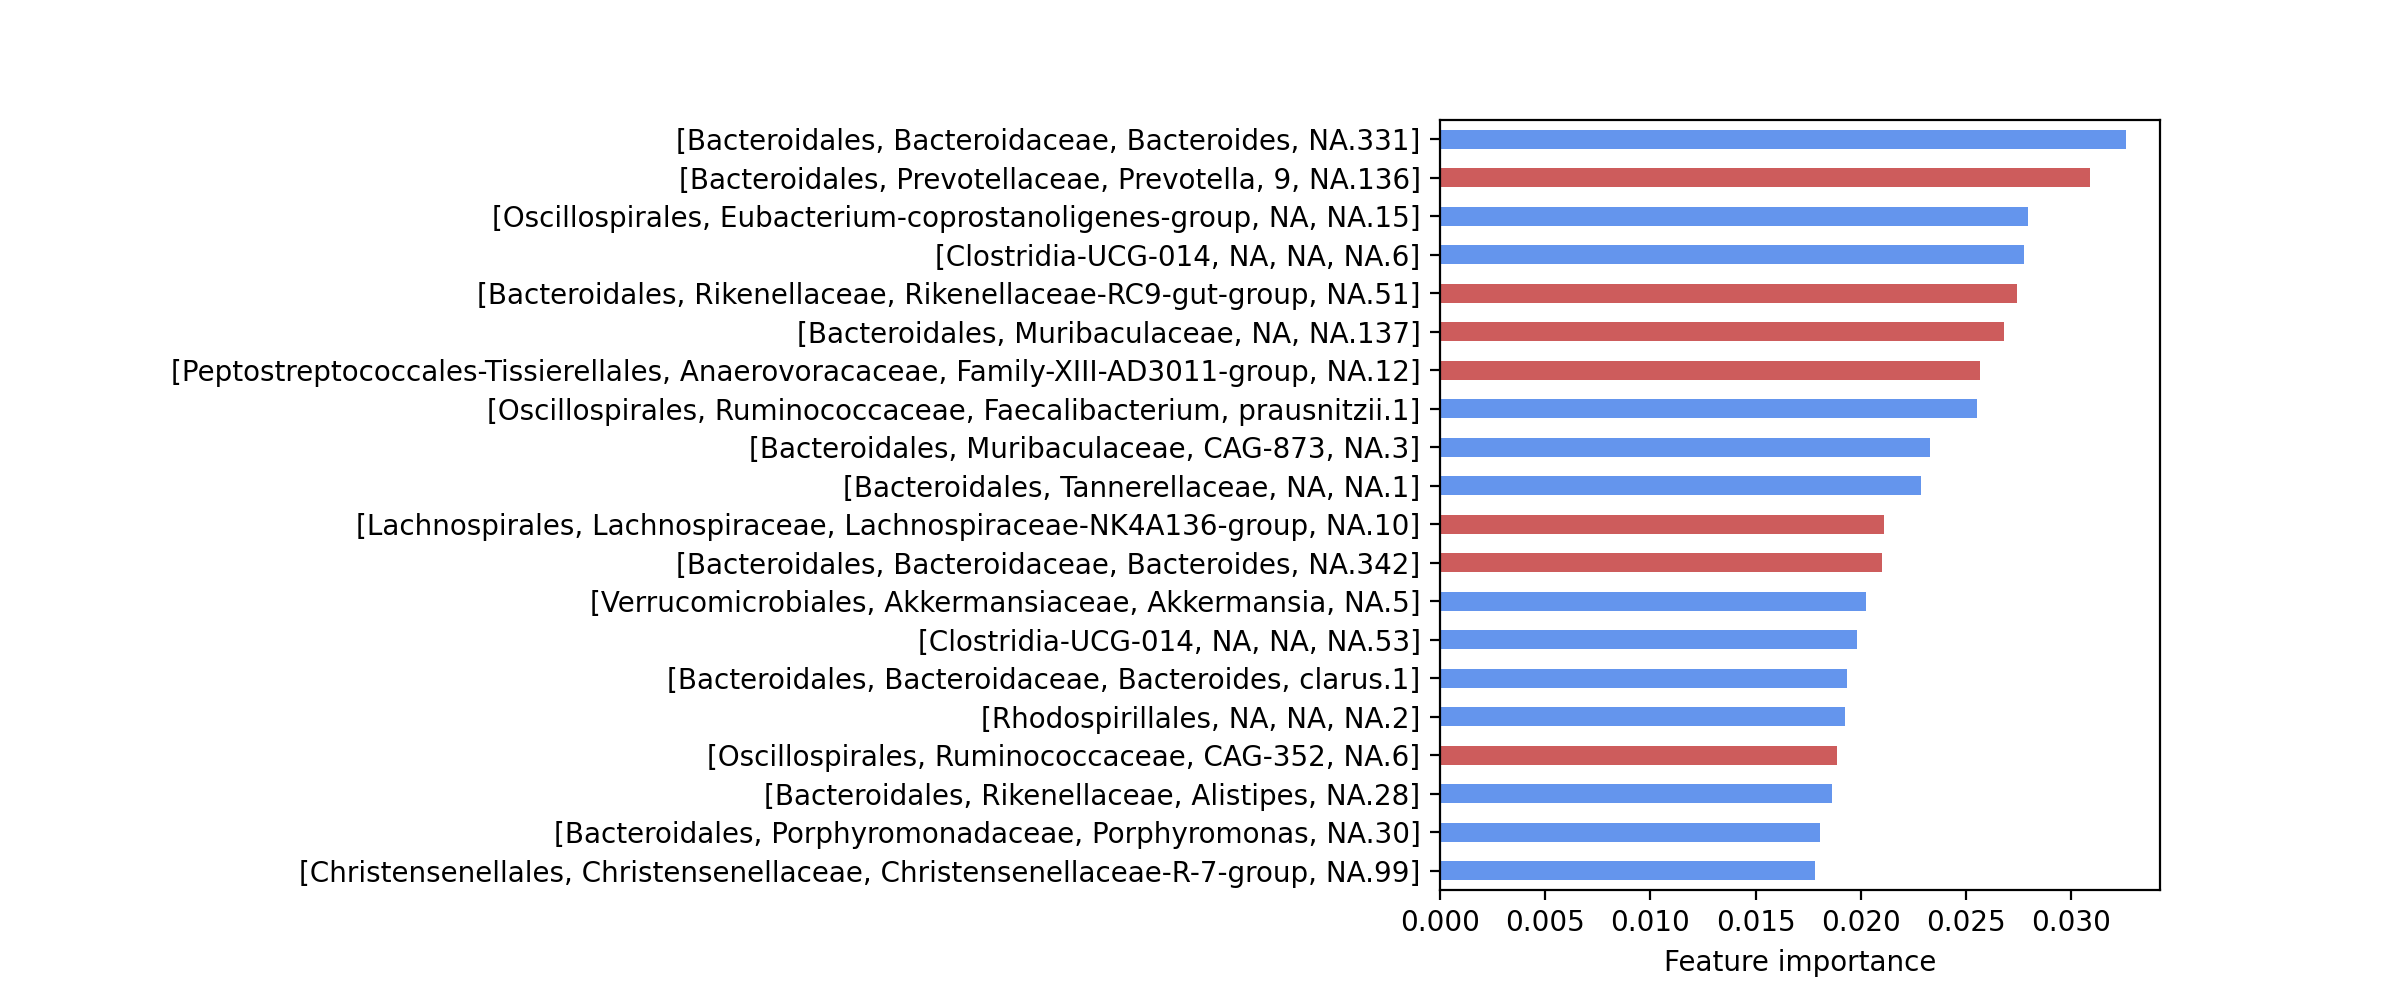 [Bacteroidales, Bacteroidaceae, Bacteroides, NA.331]
[Bacteroidales, Prevotellaceae, Prevotella, 9, NA.136]
[Oscillospirales, Eubacterium-coprostanoligenes-group, NA, NA.15]
[Clostridia-UCG-014, NA, NA, NA.6]
[Bacteroidales, Rikenellaceae, Rikenellaceae-RC9-gut-group, NA.51]
[Bacteroidales, Muribaculaceae, NA, NA.137]
[Peptostreptococcales-Tissierellales, Anaerovoracaceae, Family-XIII-AD3011-group, NA.12]
[Oscillospirales, Ruminococcaceae, Faecalibacterium, prausnitzii.1]
[Bacteroidales, Muribaculaceae, CAG-873, NA.3]
[Bacteroidales, Tannerellaceae, NA, NA.1]
[Lachnospirales, Lachnospiraceae, Lachnospiraceae-NK4A136-group, NA.10]
[Bacteroidales, Bacteroidaceae, Bacteroides, NA.342]
[Verrucomicrobiales, Akkermansiaceae, Akkermansia, NA.5]
[Clostridia-UCG-014, NA, NA, NA.53]
[Bacteroidales, Bacteroidaceae, Bacteroides, clarus.1]
[Rhodospirillales, NA, NA, NA.2]
[Oscillospirales, Ruminococcaceae, CAG-352, NA.6]
[Bacteroidales, Rikenellaceae, Alistipes, NA.28]
[Bacteroidales, Porphyromonadaceae, Porphyromonas, NA.30]
[Christensenellales, Christensenellaceae, Christensenellaceae-R-7-group, NA.99]
0.000 0.005 0.010 0.015 0.020 0.025 0.030
Feature importance